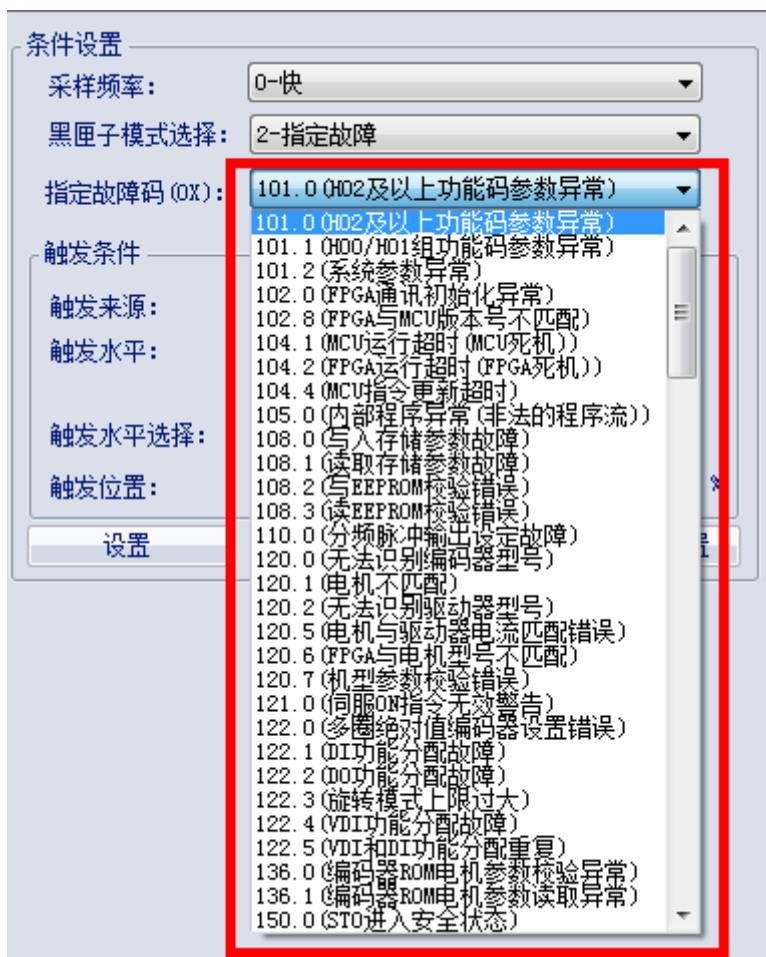 条件设置
采样频率： 0-快
黑匣子模式选择： 2-指定故障
指定故障码(0X)： 101.0(H02及以上功能码参数异常)
101.0(H02及以上功能码参数异常)
101.1(H00/H01组功能码参数异常)
101.2(系统参数异常)
102.0(FPGA通讯初始化异常)
102.8(FPGA与MCU版本号不匹配)
104.1(MCU运行超时(MCU死机))
104.2(FPGA运行超时(FPGA死机))
104.4(MCU指令更新超时)
105.0(内部程序异常(非法的程序流))
108.0(写入存储参数故障)
108.1(读取存储参数故障)
108.2(写EEPROM校验错误)
108.3(读EEPROM校验错误)
110.0(分频脉冲输出设定故障)
120.0(无法识别编码器型号)
120.1(电机不匹配)
120.2(无法识别驱动器型号)
120.5(电机与驱动器电流匹配错误)
120.6(FPGA与电机型号不匹配)
120.7(机型参数校验错误)
121.0(伺服ON指令无效警告)
122.0(多圈绝对值编码器设置错误)
122.1(DI功能分配故障)
122.2(DO功能分配故障)
122.3(旋转模式上限过大)
122.4(VDI功能分配故障)
122.5(VDI和DI功能分配重复)
136.0(编码器ROM电机参数校验异常)
136.1(编码器ROM电机参数读取异常)
150.0(STO进入安全状态)
触发条件
触发来源：
触发水平：
触发水平选择：
触发位置： %
设置